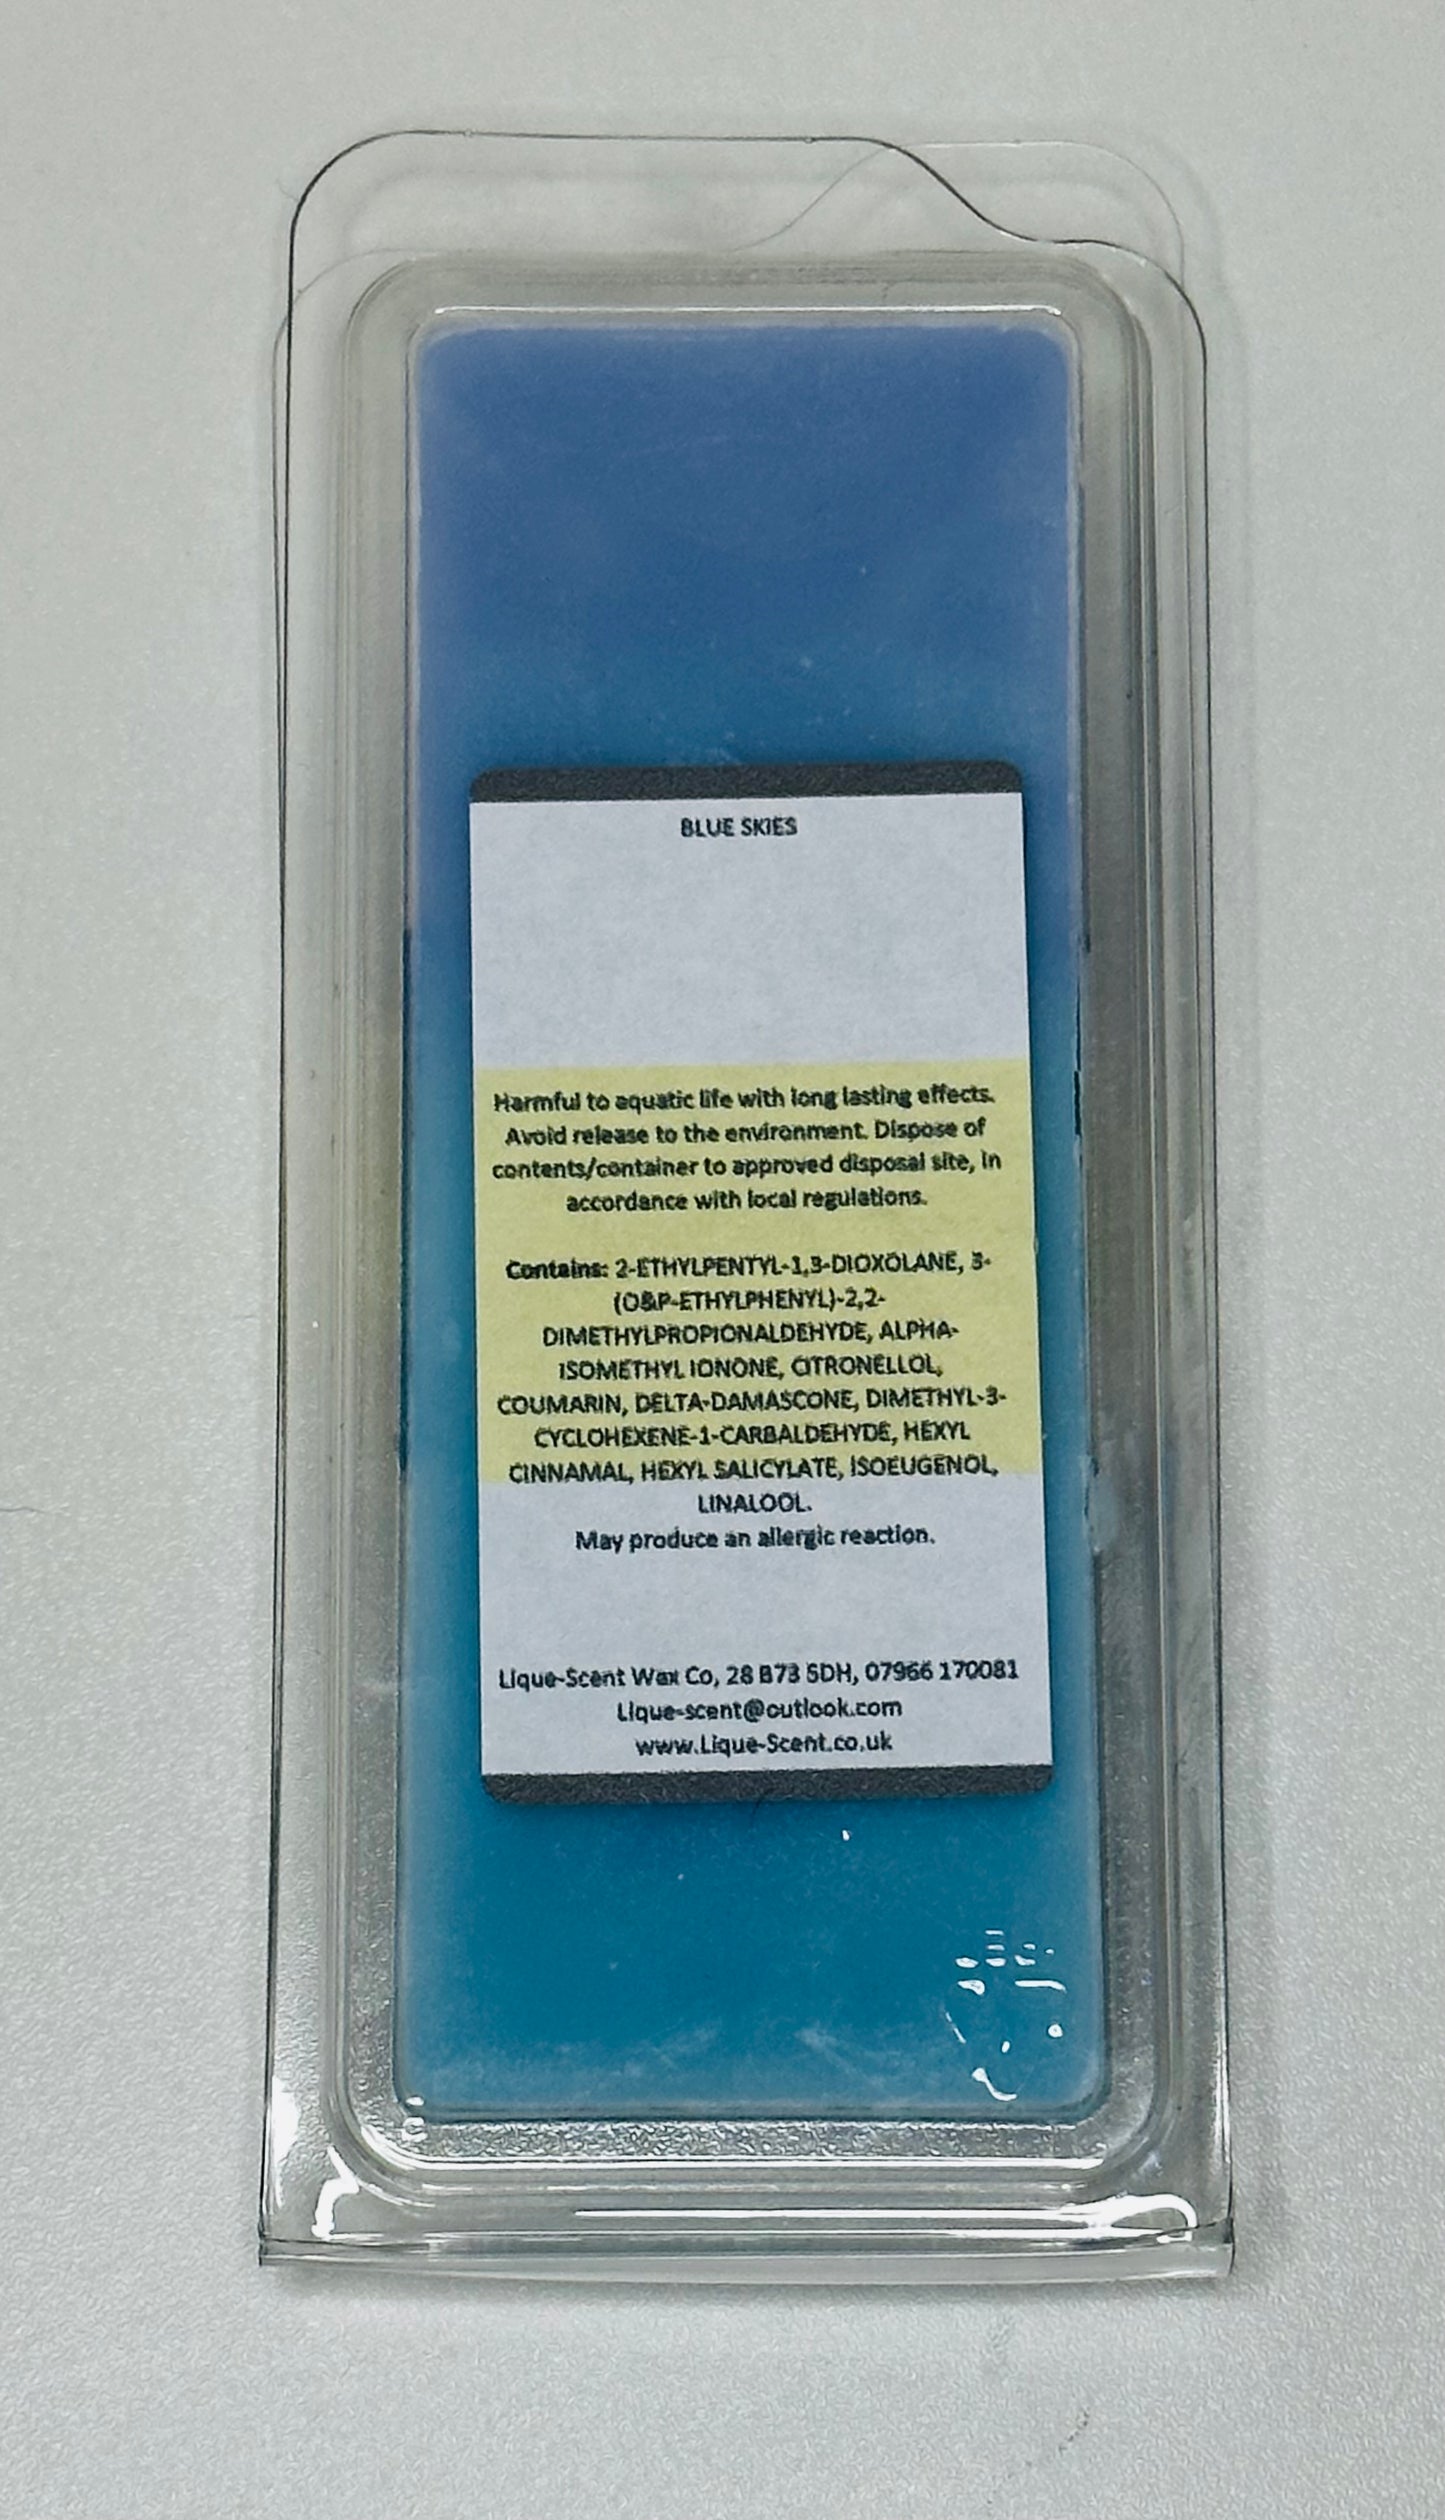 BLUE SKIES
Harmful to aquatic life with long lasting effects.
Avoid release to the environment. Dispose of
contents/container to approved disposal site, in
accordance with local regulations.
Contains: 2-ETHYLPENTYL-1,3-DIOXOLANE, 3-
(O&P-ETHYLPHENYL)-2,2-
DIMETHYLPROPIONALDEHYDE, ALPHA-
ISOMETHYL IONONE, CITRONELLOL,
COUMARIN, DELTA-DAMASCONE, DIMETHYL-3-
CYCLOHEXENE-1-CARBALDEHYDE, HEXYL
CINNAMAL, HEXYL SALICYLATE, ISOEUGENOL,
LINALOOL.
May produce an allergic reaction.
Lique-Scent Wax Co, 28 B73 5DH, 07966 170081
Lique-scent@outlook.com
www.Lique-Scent.co.uk